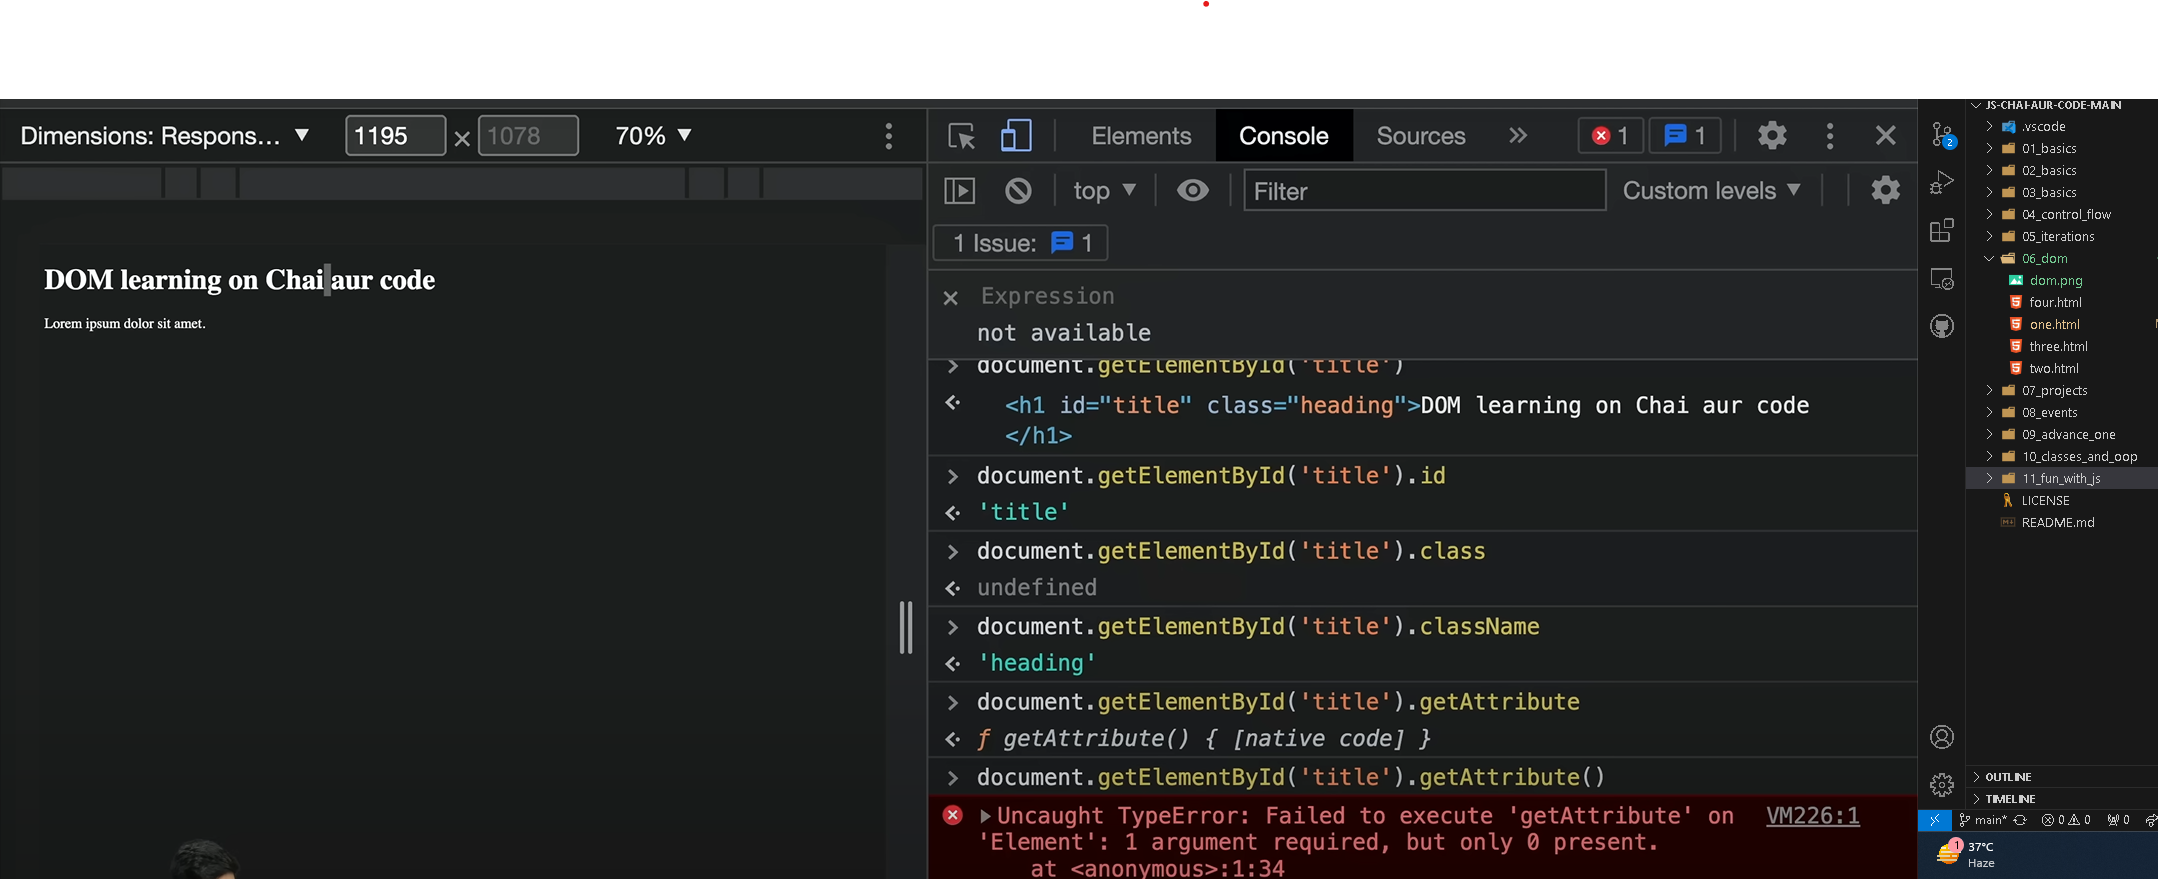 Dimensions: Respons... ▼ 1195 × 1078 70% ▼
Elements Console Sources » 1 1
top ▼ Filter Custom levels ▼
1 Issue: 1
DOM learning on Chai aur code
Lorem ipsum dolor sit amet.
Expression
not available
document.getElementById('title')
<h1 id="title" class="heading">DOM learning on Chai aur code
</h1>
document.getElementById('title').id
'title'
document.getElementById('title').class
undefined
document.getElementById('title').className
'heading'
document.getElementById('title').getAttribute
ƒ getAttribute() { [native code] }
document.getElementById('title').getAttribute()
Uncaught TypeError: Failed to execute 'getAttribute' on VM226:1
'Element': 1 argument required, but only 0 present.
at <anonymous>:1:34
2
JS-CHAI-AUR-CODE-MAIN
.vscode
01_basics
02_basics
03_basics
04_control_flow
05_iterations
06_dom
dom.png
four.html
one.html
three.html
two.html
07_projects
08_events
09_advance_one
10_classes_and_oop
11_fun_with_js
LICENSE
README.md
OUTLINE
TIMELINE
main* 0 0 0
1
37°C
Haze